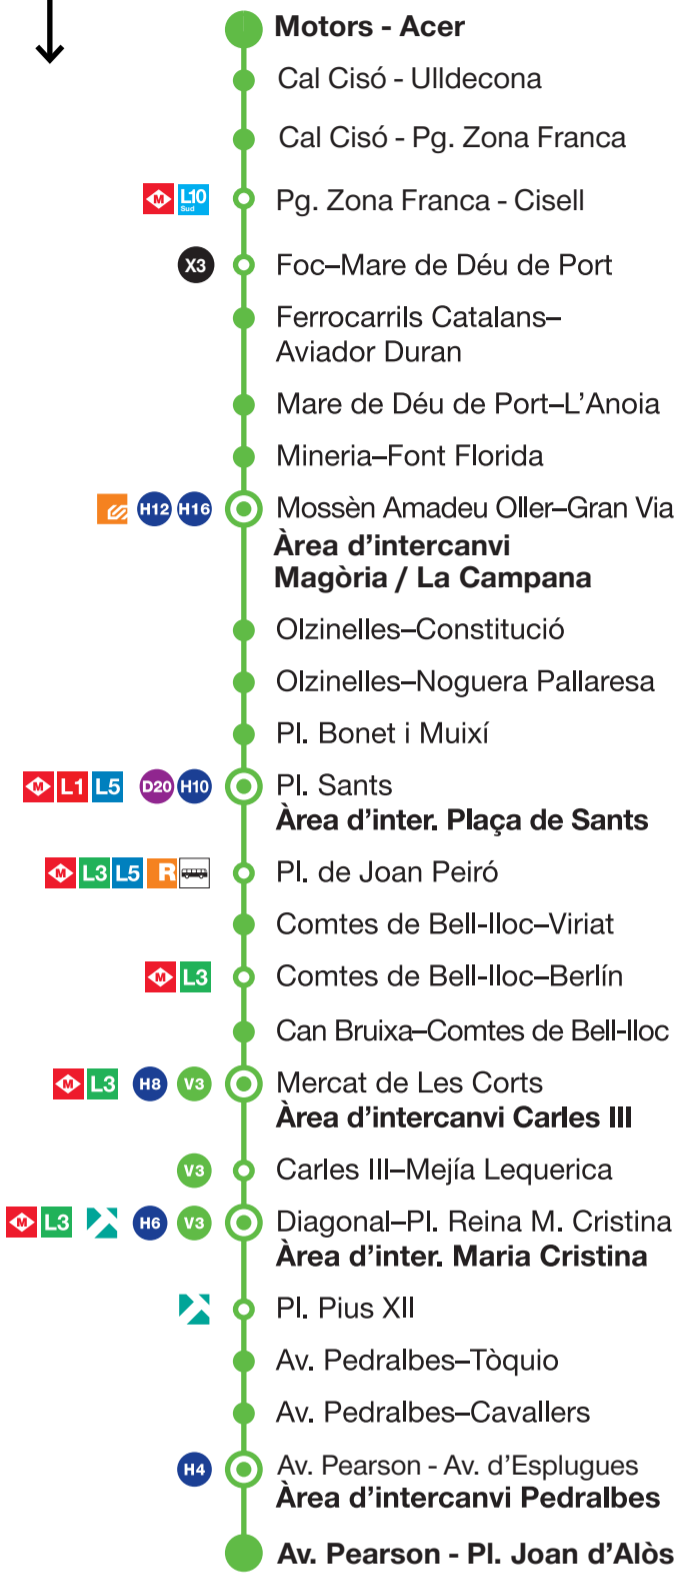 Motors - Acer
Cal Cisó - Ulldecona
Cal Cisó - Pg. Zona Franca
M L10 Sud Pg. Zona Franca - Cisell
X3 Foc–Mare de Déu de Port
Ferrocarrils Catalans–
Aviador Duran
Mare de Déu de Port–L’Anoia
Mineria–Font Florida
H12 H16 Mossèn Amadeu Oller–Gran Via
Àrea d’intercanvi
Magòria / La Campana
Olzinelles–Constitució
Olzinelles–Noguera Pallaresa
Pl. Bonet i Muixí
M L1 L5 D20 H10 Pl. Sants
Àrea d’inter. Plaça de Sants
M L3 L5 R Pl. de Joan Peiró
Comtes de Bell-lloc–Viriat
M L3 Comtes de Bell-lloc–Berlín
Can Bruixa–Comtes de Bell-lloc
M L3 H8 V3 Mercat de Les Corts
Àrea d’intercanvi Carles III
V3 Carles III–Mejía Lequerica
M L3 H6 V3 Diagonal–Pl. Reina M. Cristina
Àrea d’inter. Maria Cristina
Pl. Pius XII
Av. Pedralbes–Tòquio
Av. Pedralbes–Cavallers
H4 Av. Pearson - Av. d’Esplugues
Àrea d’intercanvi Pedralbes
Av. Pearson - Pl. Joan d’Alòs